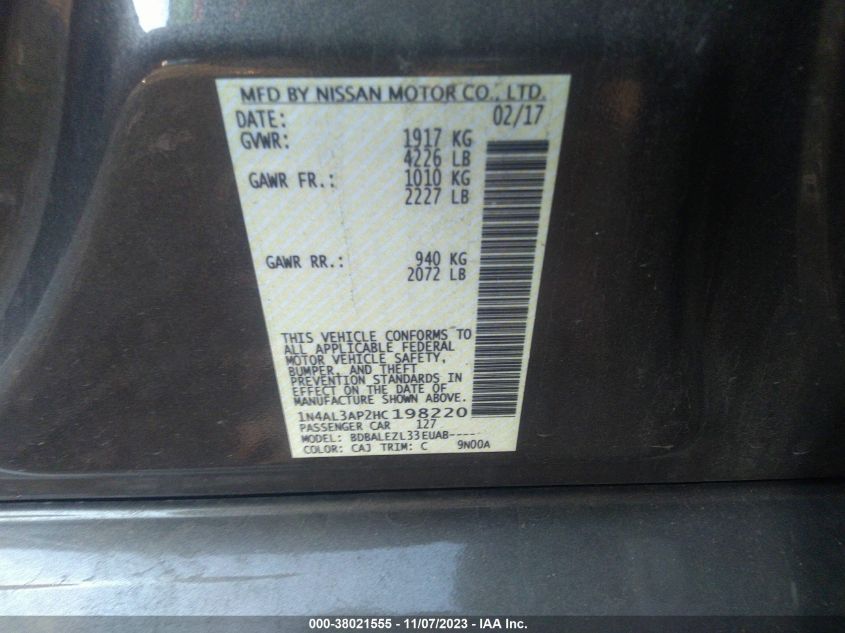 MFD BY NISSAN MOTOR CO., LTD.
DATE: 02/17
GVWR: 1917 KG
4226 LB
GAWR FR.: 1010 KG
2227 LB
GAWR RR.: 940 KG
2072 LB
THIS VEHICLE CONFORMS TO
ALL APPLICABLE FEDERAL
MOTOR VEHICLE SAFETY,
BUMPER, AND THEFT
PREVENTION STANDARDS IN
EFFECT ON THE DATE OF
MANUFACTURE SHOWN ABOVE.
1N4AL3AP2HC198220
PASSENGER CAR 127
MODEL: BDBALEZL33EUAB-----
COLOR: CAJ TRIM: C 9N00A
000-38021555 - 11/07/2023 - IAA Inc.